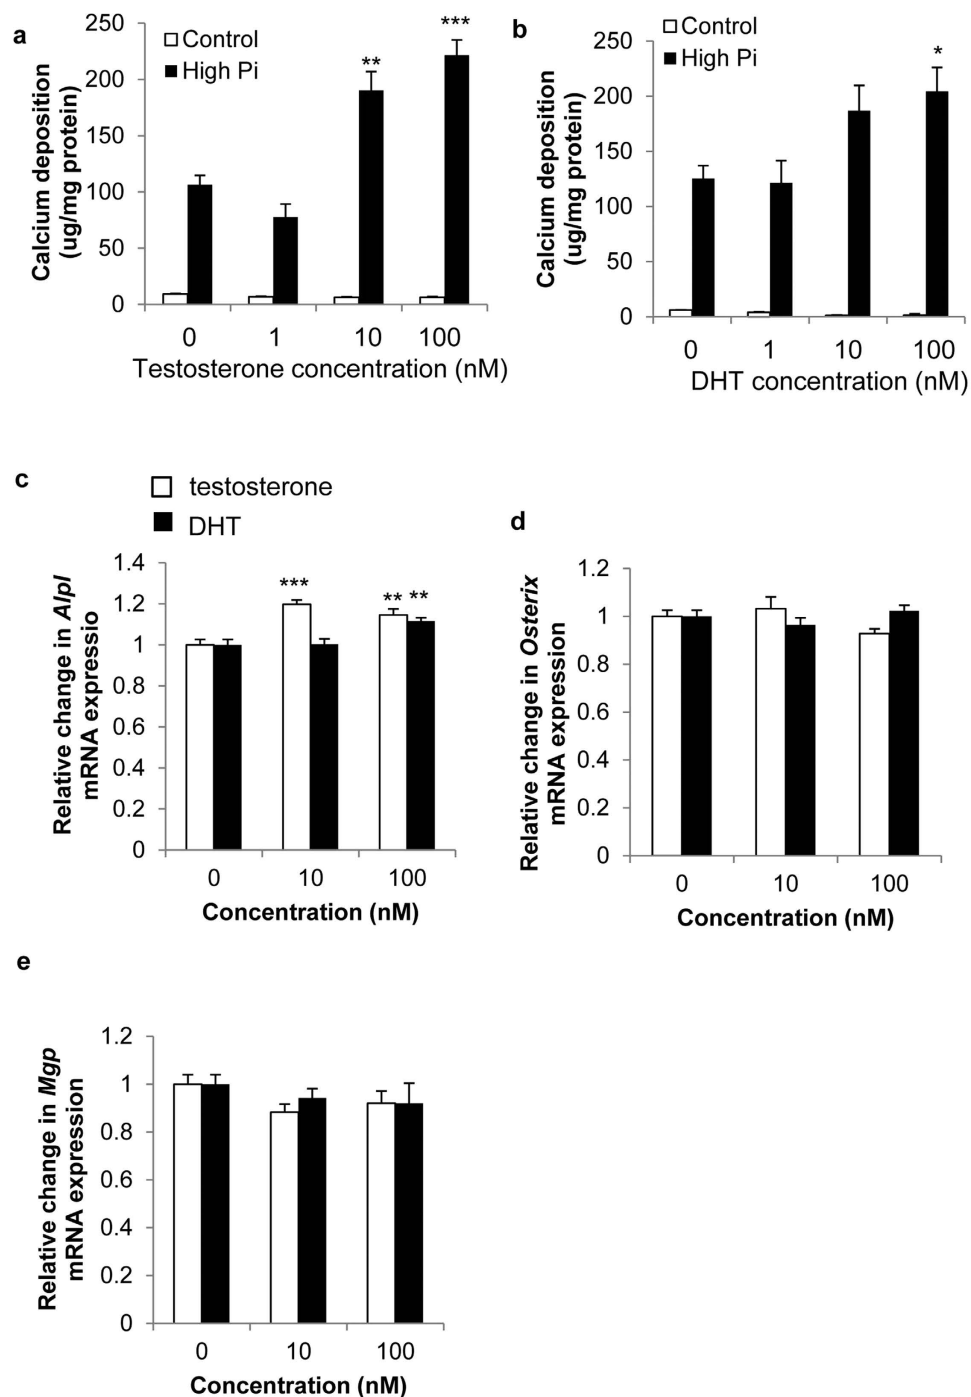 a
Control
High Pi
Calcium deposition
(ug/mg protein)
250
200
150
100
50
0
**
***
0 1 10 100
Testosterone concentration (nM)
b
Control
High Pi
Calcium deposition
(ug/mg protein)
250
200
150
100
50
0
*
0 1 10 100
DHT concentration (nM)
c
testosterone
DHT
Relative change in Alpl
mRNA expressio
1.4
1.2
1
0.8
0.6
0.4
0.2
0
***
** **
0 10 100
Concentration (nM)
d
Relative change in Osterix
mRNA expression
1.2
1
0.8
0.6
0.4
0.2
0
0 10 100
Concentration (nM)
e
Relative change in Mgp
mRNA expression
1.2
1
0.8
0.6
0.4
0.2
0
0 10 100
Concentration (nM)